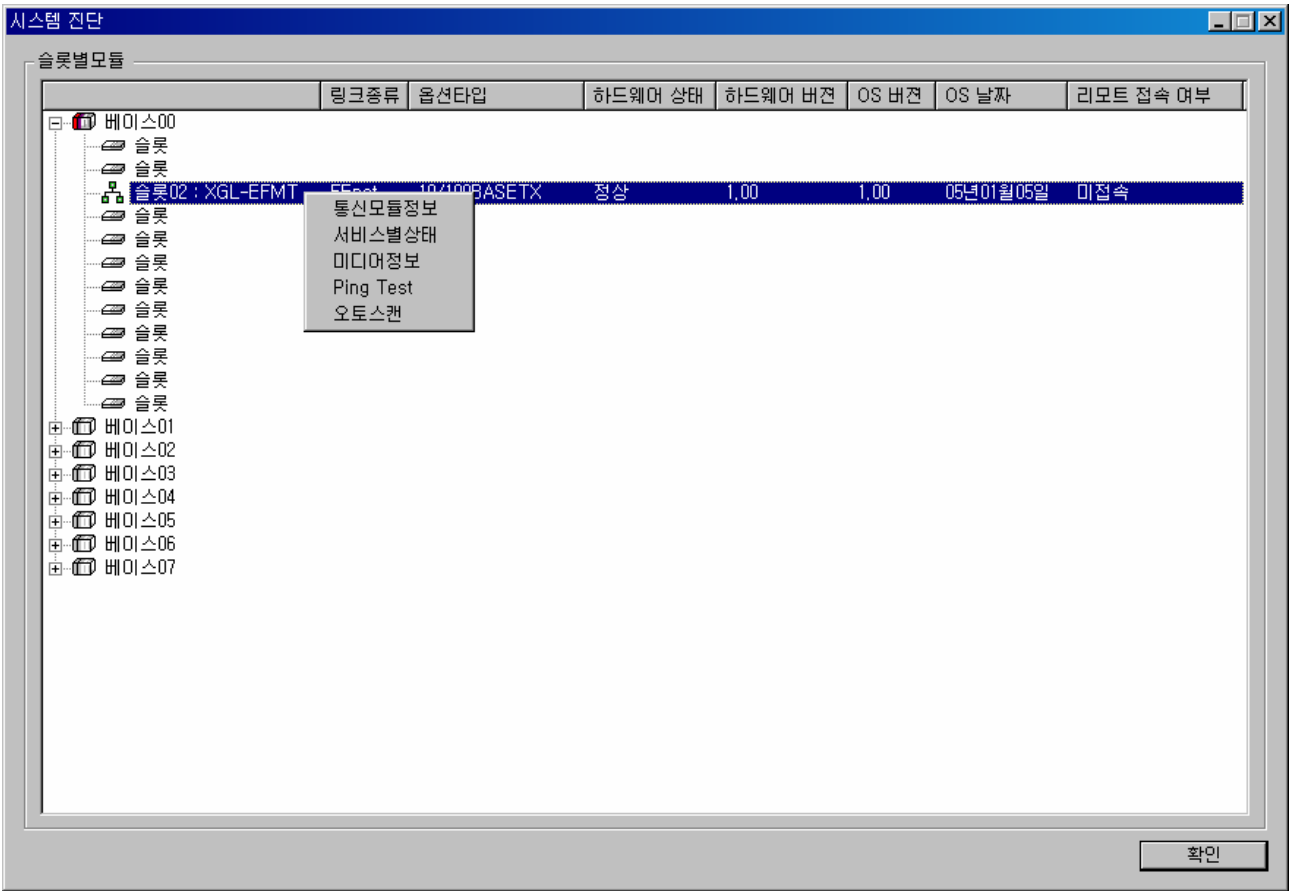 시스템 진단
슬롯별모듈
링크종류 옵션타입 하드웨어 상태 하드웨어 버젼 OS 버젼 OS 날짜 리모트 접속 여부
베이스00
슬롯
슬롯
슬롯02 : XGL-EFMT 정상 1.00 1.00 05년01월05일 미접속
통신모듈정보
슬롯
서비스별상태
슬롯
미디어정보
슬롯
Ping Test
슬롯
오토스캔
슬롯
슬롯
슬롯
슬롯
슬롯
베이스01
베이스02
베이스03
베이스04
베이스05
베이스06
베이스07
확인